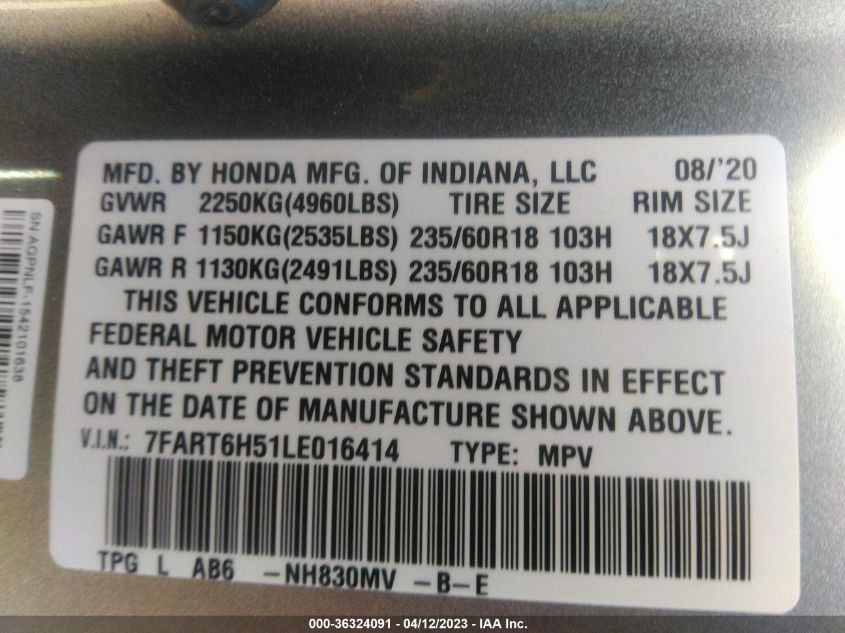 MFD. BY HONDA MFG. OF INDIANA, LLC 08/'20
GVWR 2250KG(4960LBS) TIRE SIZE RIM SIZE
GAWR F 1150KG(2535LBS) 235/60R18 103H 18X7.5J
GAWR R 1130KG(2491LBS) 235/60R18 103H 18X7.5J
THIS VEHICLE CONFORMS TO ALL APPLICABLE
FEDERAL MOTOR VEHICLE SAFETY
AND THEFT PREVENTION STANDARDS IN EFFECT
ON THE DATE OF MANUFACTURE SHOWN ABOVE.
V.I.N.: 7FART6H51LE016414 TYPE: MPV
TPG L AB6 -NH830MV -B-E
SN AGPNLF-1542101638
000-36324091 - 04/12/2023 - IAA Inc.